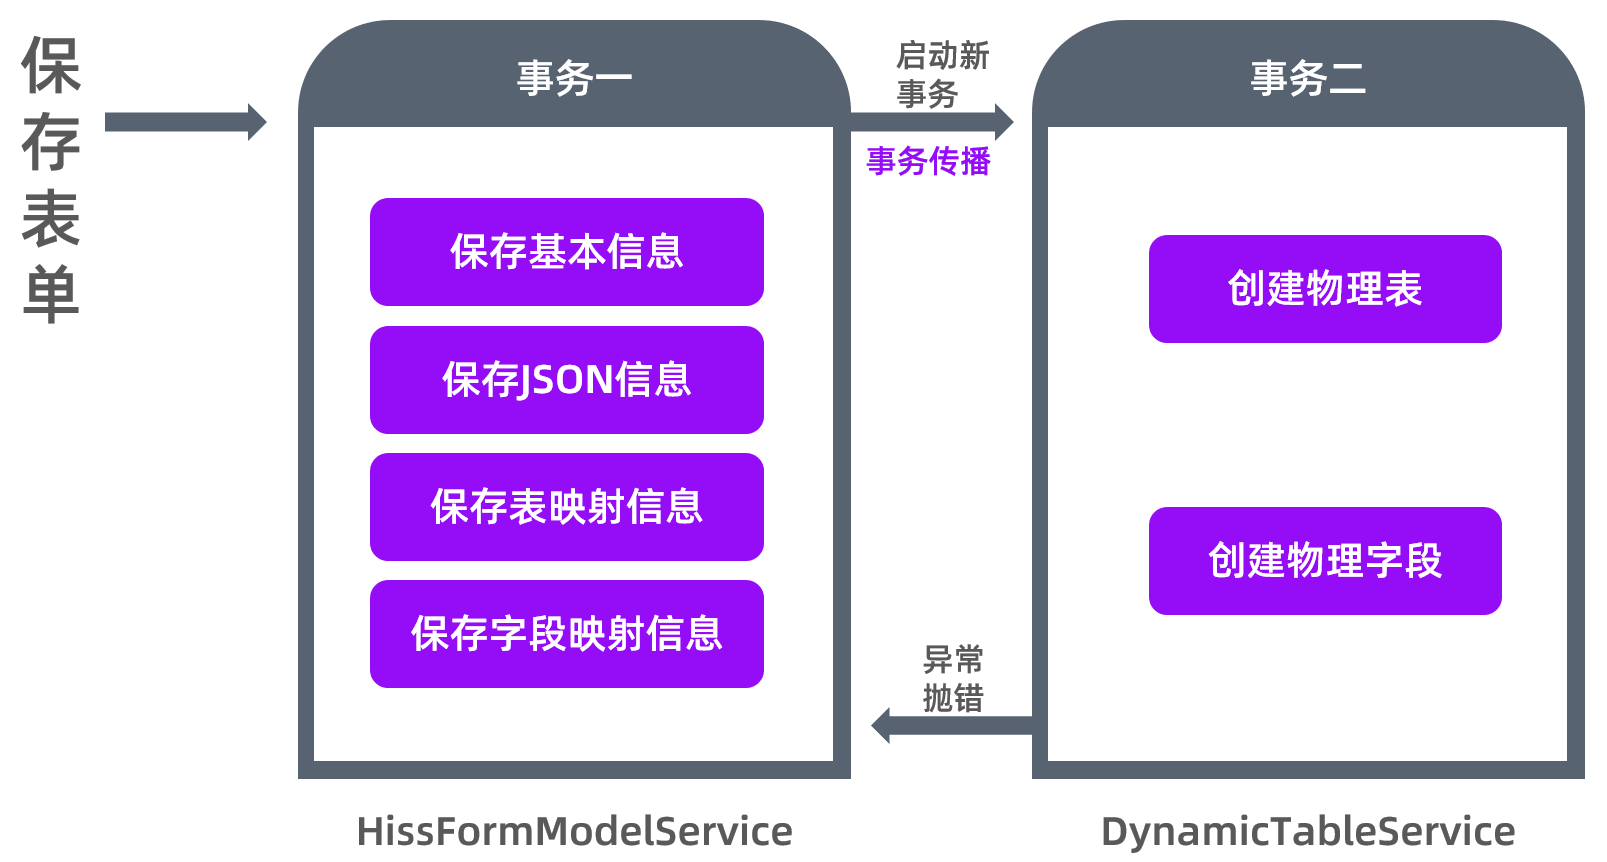 保存表单
事务一
保存基本信息
保存JSON信息
保存表映射信息
保存字段映射信息
HissFormModelService
启动新
事务
事务传播
异常
抛错
事务二
创建物理表
创建物理字段
DynamicTableService